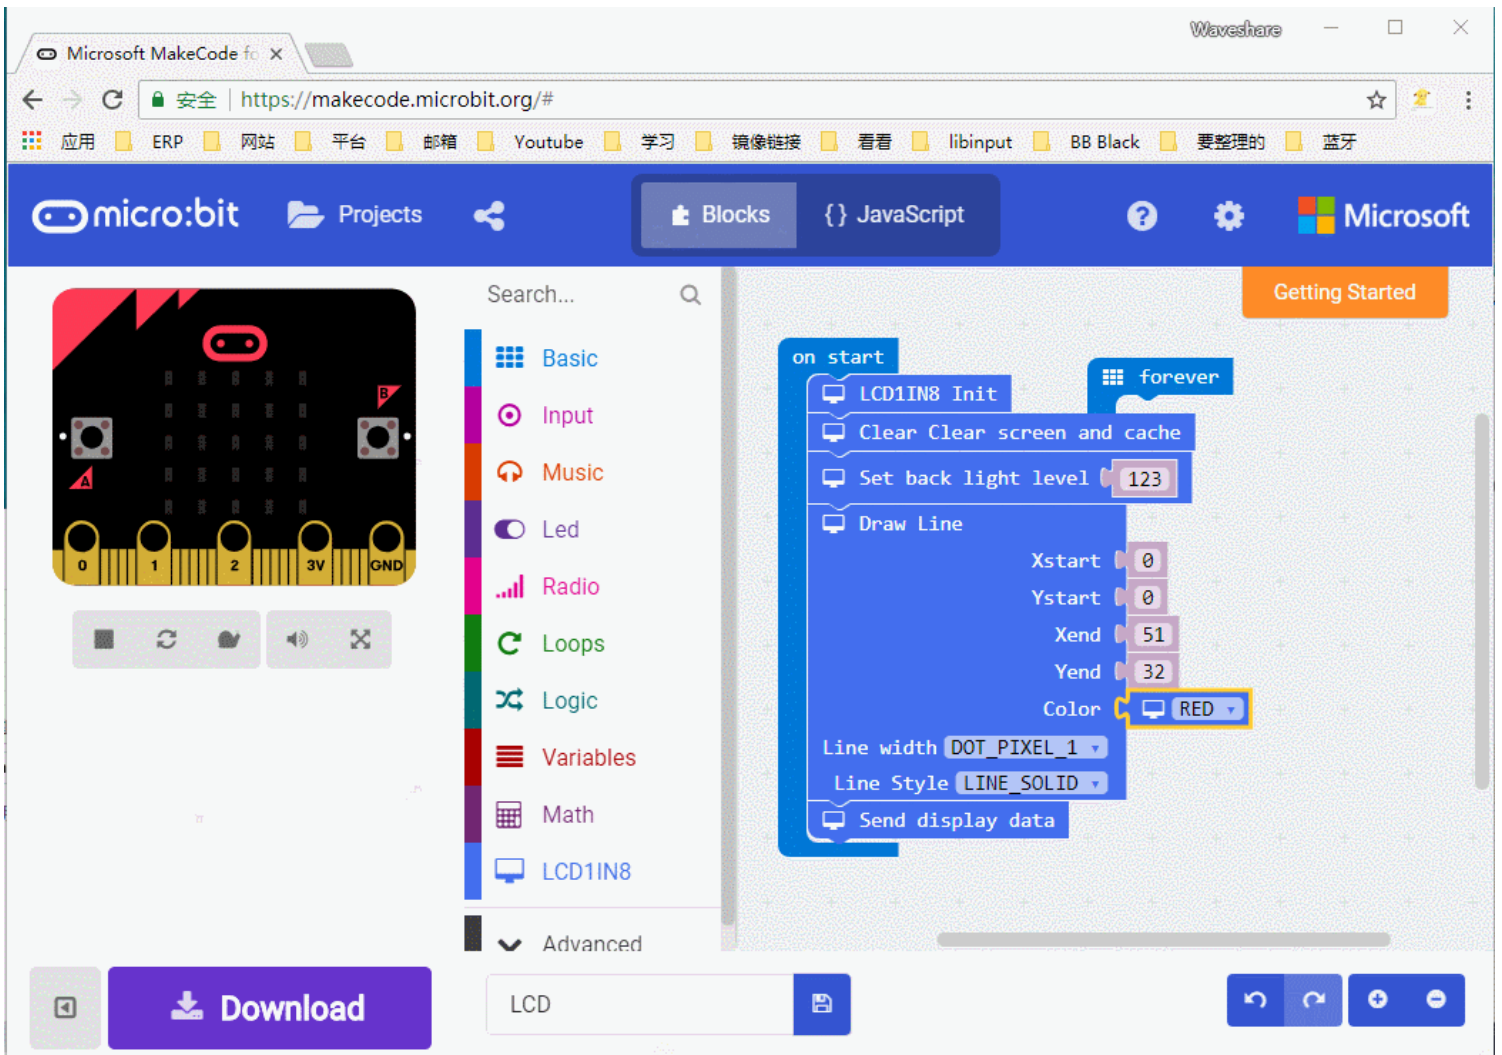 Waveshare
Microsoft MakeCode fo
安全 https://makecode.microbit.org/#
应用 ERP 网站 平台 邮箱 Youtube 学习 镜像链接 看看 libinput BB Black 要整理的 蓝牙
micro:bit Projects Blocks {} JavaScript Microsoft
Search...
Getting Started
Basic
Input
Music
Led
Radio
Loops
Logic
Variables
Math
LCD1IN8
Advanced
B
A
0 1 2 3V GND
on start
LCD1IN8 Init
Clear Clear screen and cache
Set back light level 123
Draw Line
Xstart 0
Ystart 0
Xend 51
Yend 32
Color RED
Line width DOT_PIXEL_1
Line Style LINE_SOLID
Send display data
forever
Download
LCD